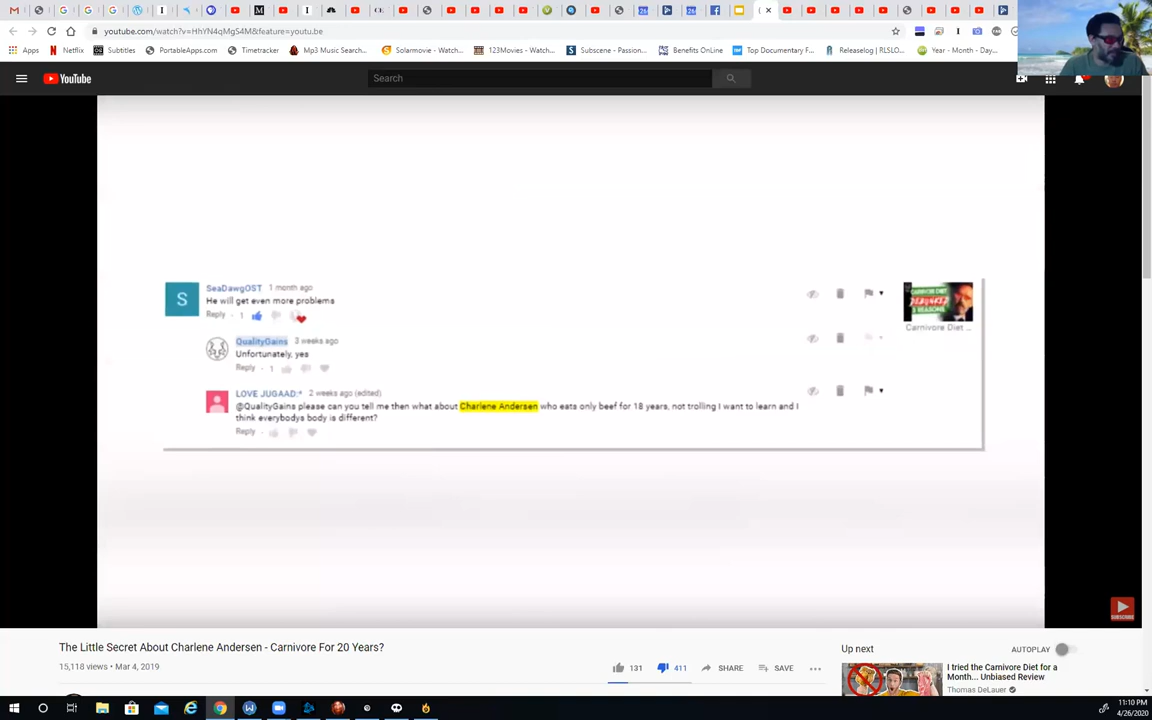 youtube.com/watch?v=HhYN4qMgS4M&feature=youtu.be
Apps Netflix Subtitles PortableApps.com Timetracker Mp3 Music Search... Solarmovie - Watch... 123Movies - Watch... Subscene - Passion... Benefits OnLine Top Documentary F... Releaselog | RLSLO... Year - Month - Day...
YouTube
Search
SeaDawgOST 1 month ago
He will get even more problems
Reply · 1
QualityGains 3 weeks ago
Unfortunately, yes
Reply · 1
LOVE JUGAAD:* 2 weeks ago (edited)
@QualityGains please can you tell me then what about Charlene Andersen who eats only beef for 18 years, not trolling I want to learn and I
think everybodys body is different?
Reply ·
Carnivore Diet ...
SUBSCRIBE
The Little Secret About Charlene Andersen - Carnivore For 20 Years?
15,118 views • Mar 4, 2019
131 411 SHARE SAVE
Up next
AUTOPLAY
I tried the Carnivore Diet for a
Month... Unbiased Review
Thomas DeLauer
11:10 PM
4/26/2020